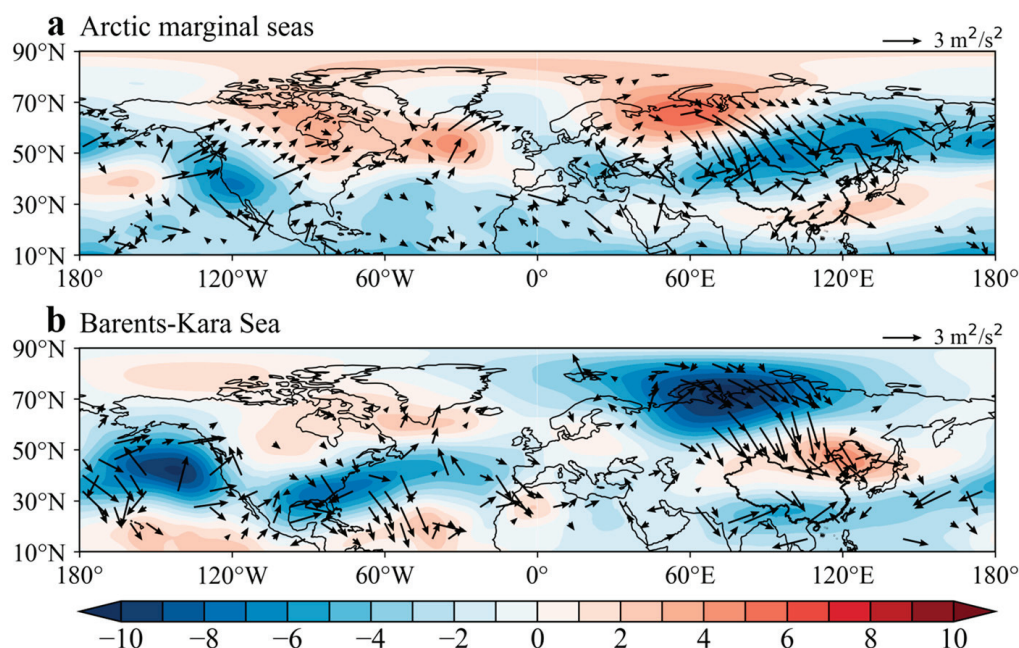 a Arctic marginal seas
3 m²/s²
90°N
70°N
50°N
30°N
10°N
180° 120°W 60°W 0° 60°E 120°E 180°
b Barents-Kara Sea
3 m²/s²
90°N
70°N
50°N
30°N
10°N
180° 120°W 60°W 0° 60°E 120°E 180°
−10 −8 −6 −4 −2 0 2 4 6 8 10